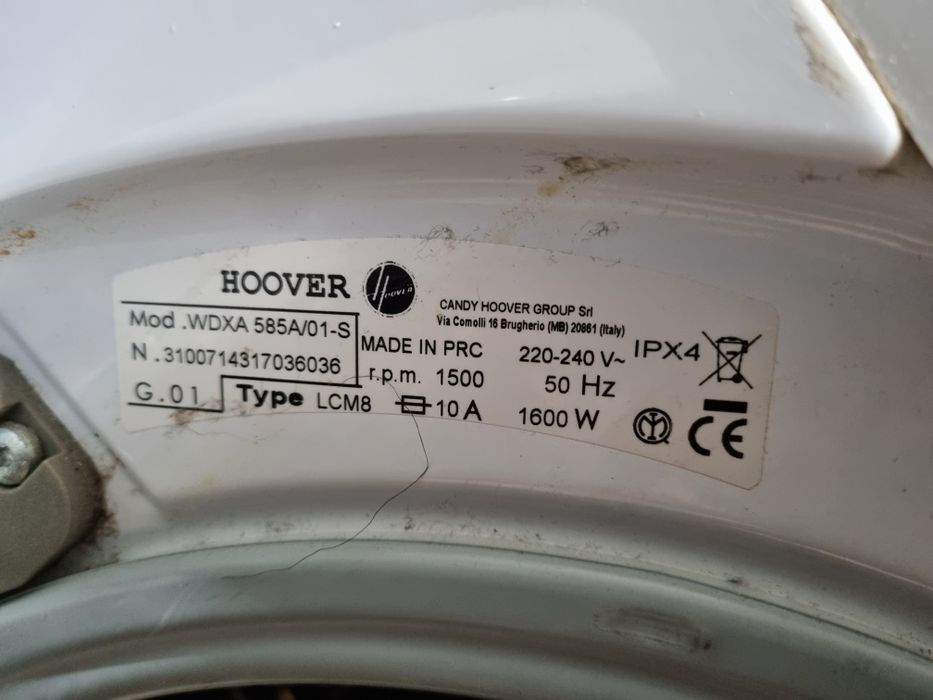 HOOVER
Hoover
CANDY HOOVER GROUP Srl
Via Comolli 16 Brugherio (MB) 20861 (Italy)
Mod .WDXA 585A/01-S
N .3100714317036036
G.01
Type LCM8
MADE IN PRC
r.p.m. 1500
10 A
220-240 V~
50 Hz
1600 W
IPX4
CE